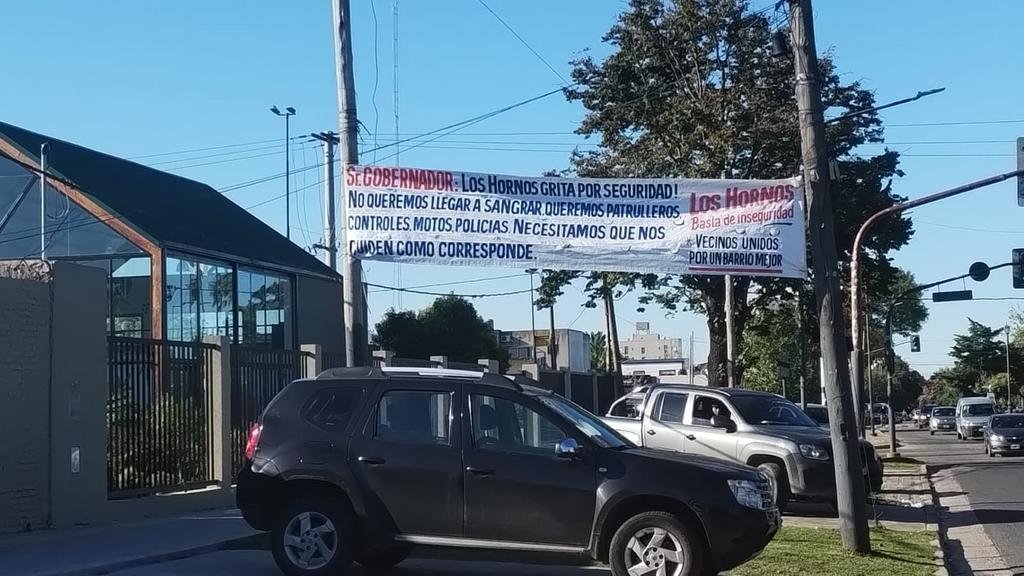 Sr. GOBERNADOR: LOS HORNOS GRITA POR SEGURIDAD!
NO QUEREMOS LLEGAR A SANGRAR. QUEREMOS PATRULLEROS
CONTROLES MOTOS POLICIAS. NECESITAMOS QUE NOS
CUIDEN COMO CORRESPONDE.
LOS HORNOS
Basta de inseguridad
VECINOS UNIDOS
POR UN BARRIO MEJOR